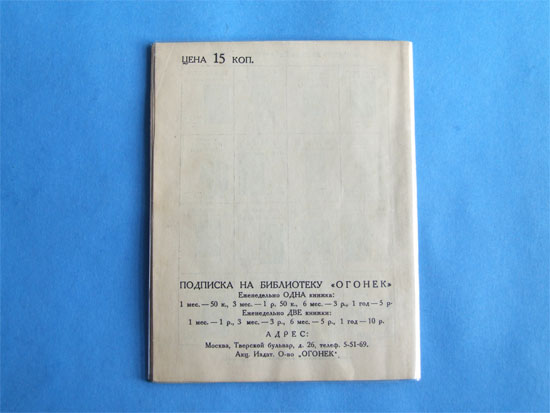 ЦЕНА 15 КОП.
ПОДПИСКА НА БИБЛИОТЕКУ «ОГОНЕК»
Еженедельно ОДНА книжка:
1 мес.—50 к., 3 мес.—1 р. 50 к., 6 мес.—3 р., 1 год—5 р.
Еженедельно ДВЕ книжки:
1 мес.—1 р., 3 мес.—3 р., 6 мес.—5 р., 1 год—10 р.
АДРЕС:
Москва, Тверской бульвар, д. 26, телеф. 5-51-69.
Акц. Издат. О-во „ОГОНЕК“.